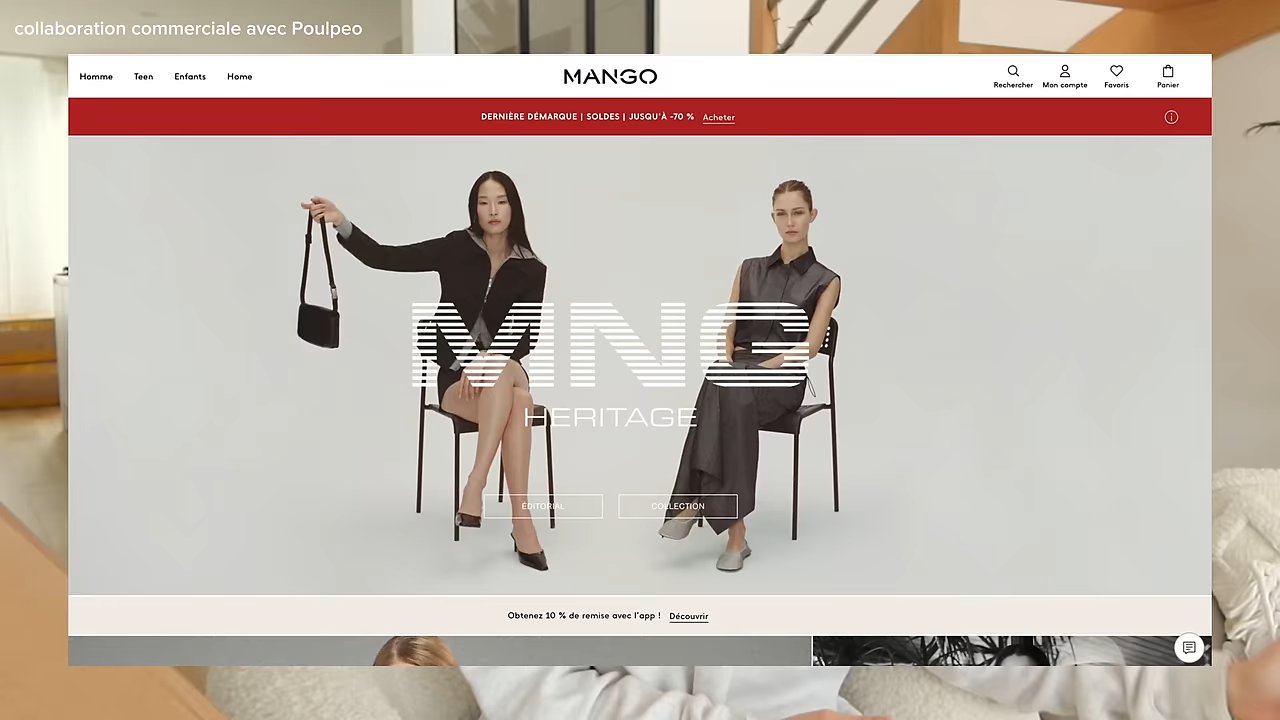 collaboration commerciale avec Poulpeo
Homme Teen Enfants Home
MANGO
Rechercher Mon compte Favoris Panier
DERNIÈRE DÉMARQUE | SOLDES | JUSQU'À -70 % Acheter
MNG
HERITAGE
ÉDITORIAL COLLECTION
Obtenez 10 % de remise avec l'app ! Découvrir